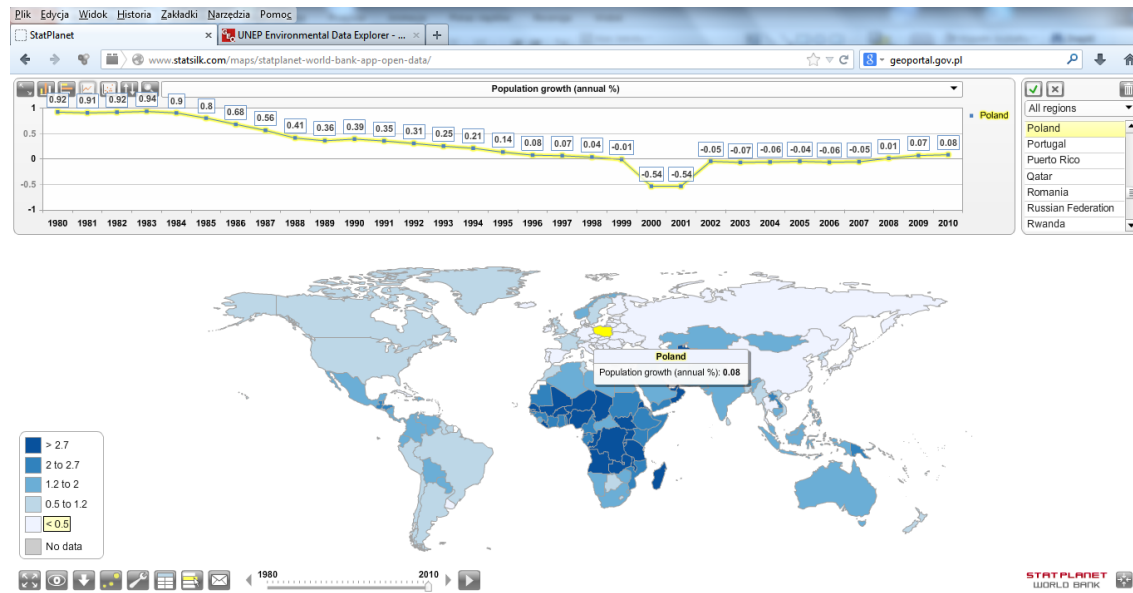 Plik Edycja Widok Historia Zakładki Narzędzia Pomoc
StatPlanet × UNEP Environmental Data Explorer - ... × +
www.statsilk.com/maps/statplanet-world-bank-app-open-data/ 8 geoportal.gov.pl
Population growth (annual %)
0.92 0.91 0.92 0.94 0.9 0.8 0.68 0.56 0.41 0.36 0.39 0.35 0.31 0.25 0.21 0.14 0.08 0.07 0.04 -0.01 -0.54 -0.54 -0.05 -0.07 -0.06 -0.04 -0.06 -0.05 0.01 0.07 0.08
1
0.5
0
-0.5
-1
1980 1981 1982 1983 1984 1985 1986 1987 1988 1989 1990 1991 1992 1993 1994 1995 1996 1997 1998 1999 2000 2001 2002 2003 2004 2005 2006 2007 2008 2009 2010
Poland
All regions
Poland
Portugal
Puerto Rico
Qatar
Romania
Russian Federation
Rwanda
Poland
Population growth (annual %): 0.08
> 2.7
2 to 2.7
1.2 to 2
0.5 to 1.2
< 0.5
No data
1980 2010
STATPLANET
WORLD BANK